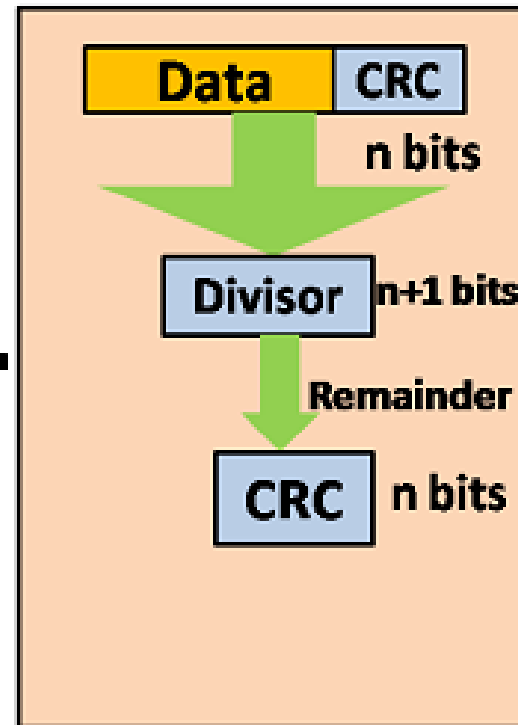 Data CRC
n bits
Divisor n+1 bits
Remainder
CRC n bits